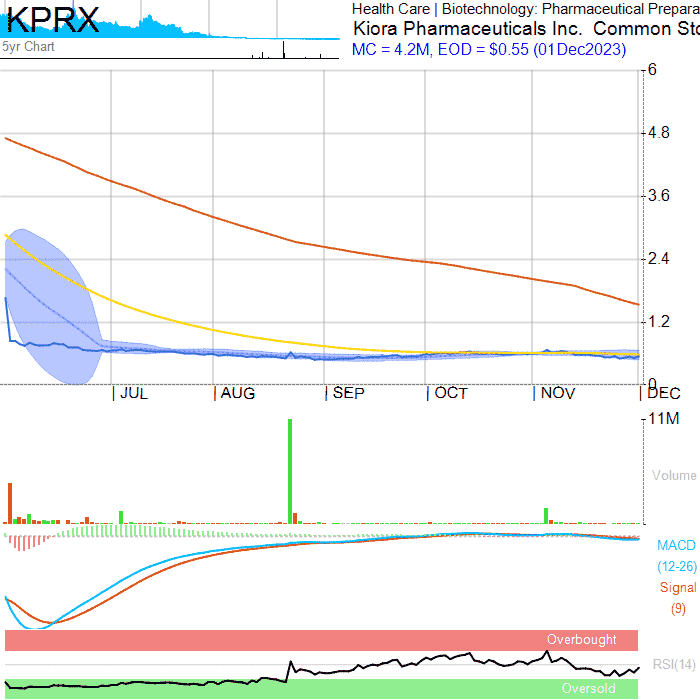 KPRX
5yr Chart
Health Care | Biotechnology: Pharmaceutical Prepara
Kiora Pharmaceuticals Inc.  Common Sto
MC = 4.2M, EOD = $0.55 (01Dec2023)
6
4.8
3.6
2.4
1.2
0
JUL
AUG
SEP
OCT
NOV
DEC
11M
Volume
MACD
(12-26)
Signal
(9)
Overbought
RSI(14)
Oversold